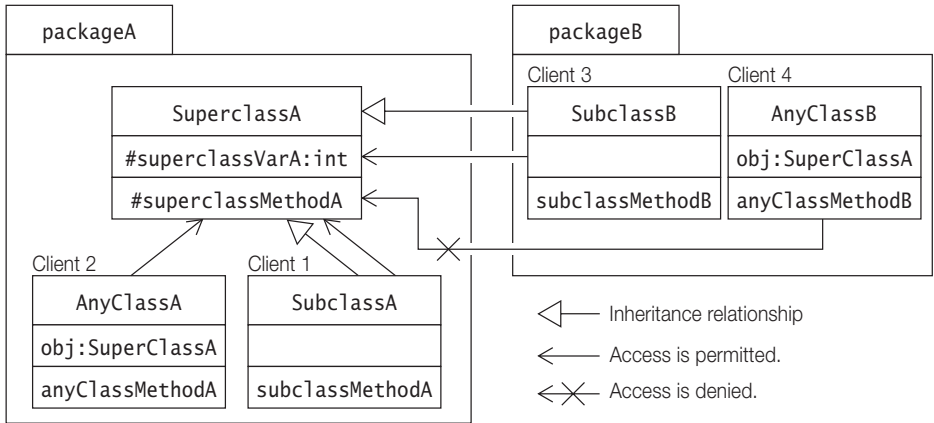 packageA
packageB
Client 3
Client 4
SuperclassA
#superclassVarA:int
#superclassMethodA
SubclassB
subclassMethodB
AnyClassB
obj:SuperClassA
anyClassMethodB
Client 2
Client 1
AnyClassA
obj:SuperClassA
anyClassMethodA
SubclassA
subclassMethodA
Inheritance relationship
Access is permitted.
Access is denied.